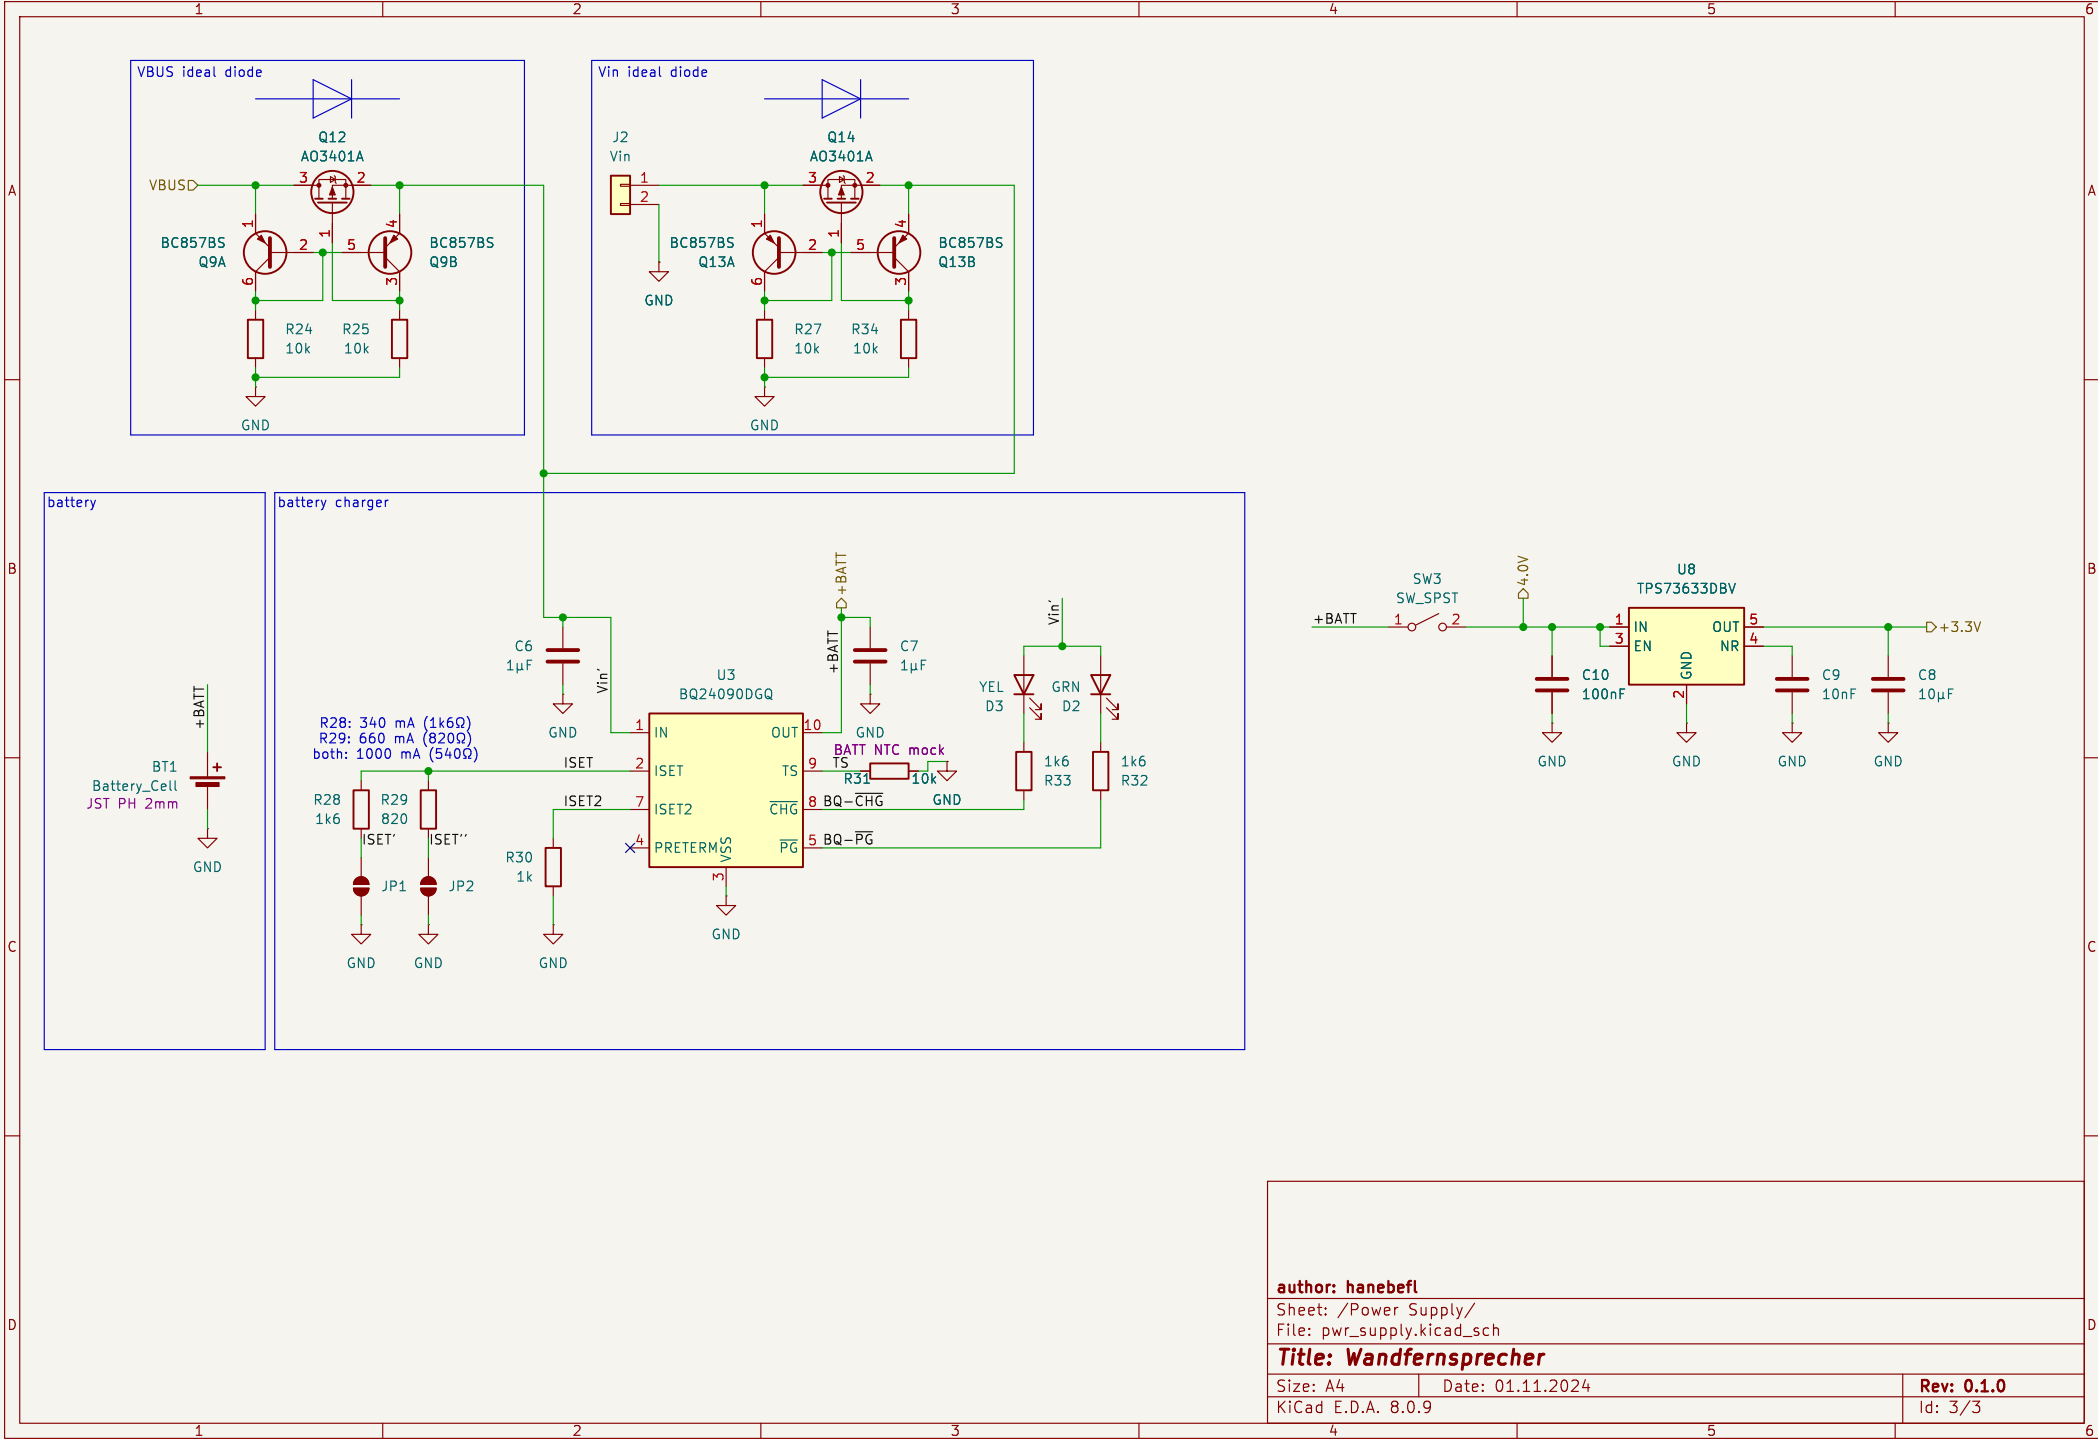 1 2 3 4 5 6
A
B
C
D
VBUS ideal diode
Q12
AO3401A
VBUS
3
2
1
1
4
BC857BS
Q9A
2
5
BC857BS
Q9B
6
3
R24
10k
R25
10k
GND
Vin ideal diode
Q14
AO3401A
J2
Vin
1
2
3
2
1
1
4
BC857BS
Q13A
2
5
BC857BS
Q13B
6
3
GND
R27
10k
R34
10k
GND
battery
+BATT
BT1
+
Battery_Cell
JST PH 2mm
GND
battery charger
+BATT
C6
1µF
GND
Vin'
+BATT
C7
1µF
GND
Vin'
YEL
D3
GRN
D2
1k6
R33
1k6
R32
U3
BQ24090DGQ
R28: 340 mA (1k6Ω)
R29: 660 mA (820Ω)
both: 1000 mA (540Ω)
1 IN
OUT 10
BATT NTC mock
ISET
2 ISET
TS 9
TS
R31
10k
GND
ISET2
7 ISET2
CHG 8
BQ-CHG
4 PRETERM
VSS
PG 5
BQ-PG
3
GND
R28
1k6
R29
820
ISET'
ISET''
JP1
JP2
GND
GND
R30
1k
GND
SW3
SW_SPST
+BATT
1
2
4.0V
U8
TPS73633DBV
1 IN
OUT 5
3 EN
NR 4
GND
2
+3.3V
C10
100nF
C9
10nF
C8
10µF
GND
GND
GND
GND
author: hanebefl
Sheet: /Power Supply/
File: pwr_supply.kicad_sch
Title: Wandfernsprecher
Size: A4
Date: 01.11.2024
Rev: 0.1.0
KiCad E.D.A. 8.0.9
Id: 3/3
A
B
C
D
1 2 3 4 5 6